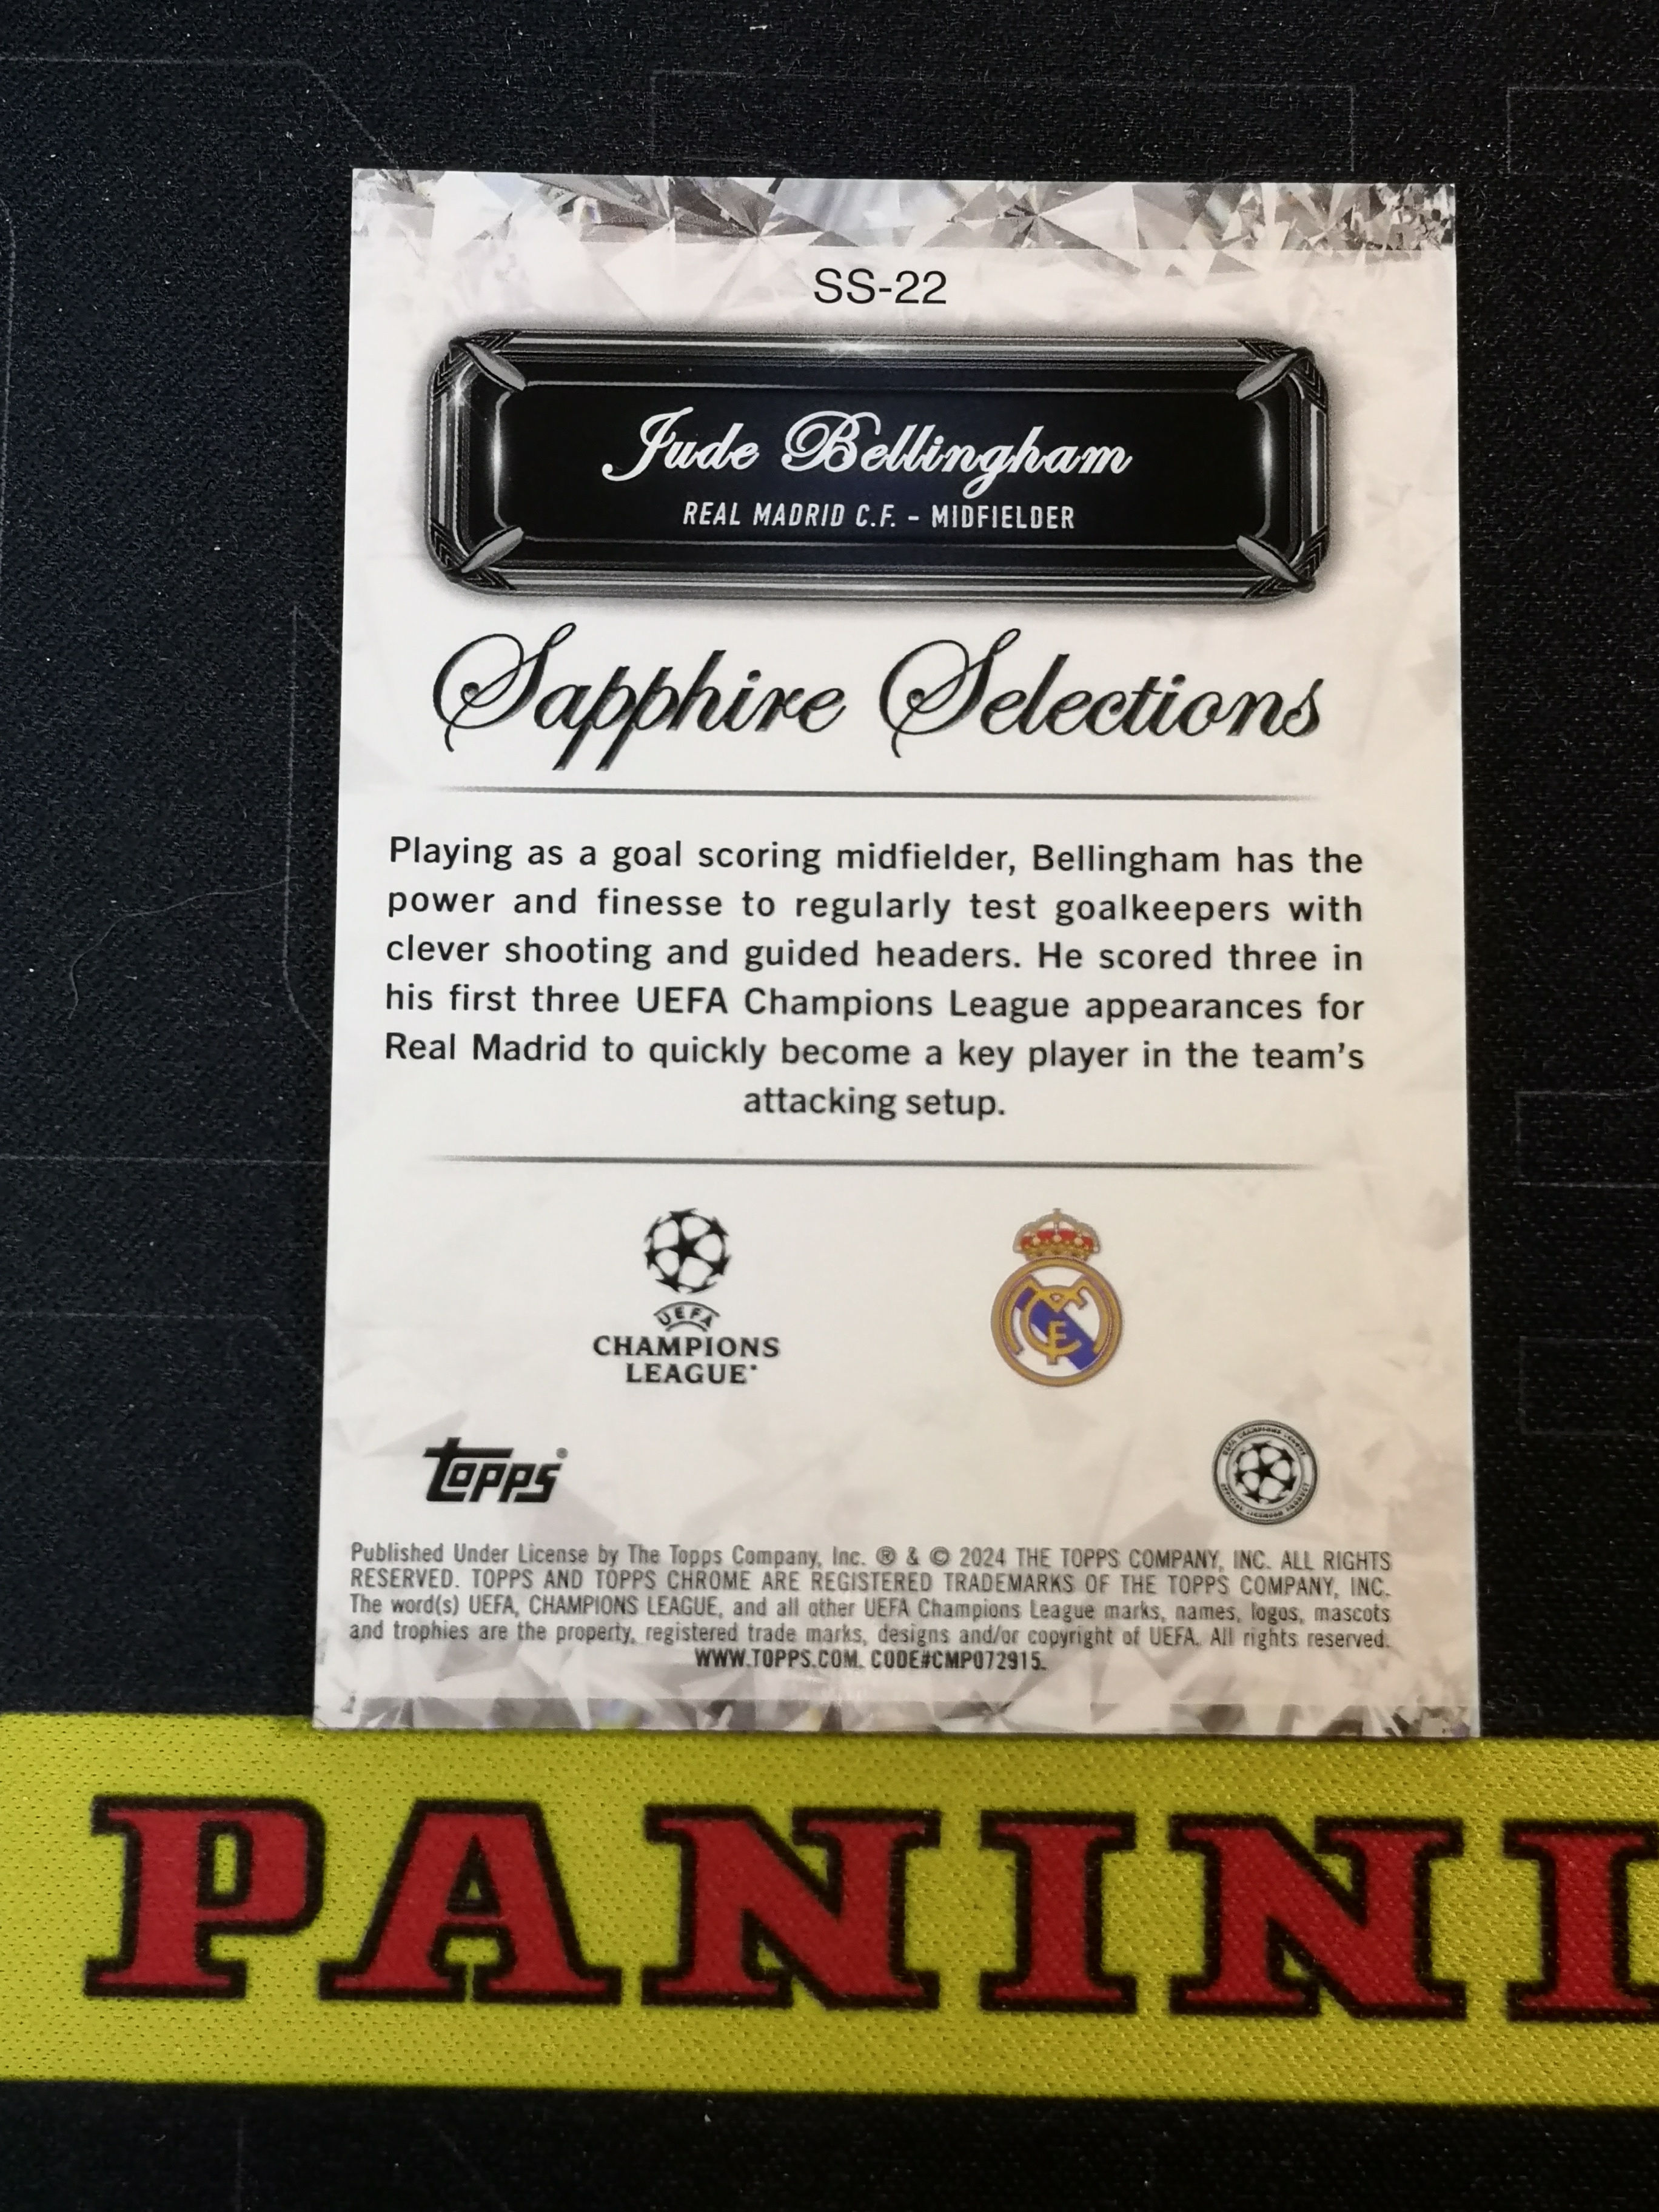 SS-22
Jude Bellingham
REAL MADRID C.F. - MIDFIELDER
Sapphire Selections
Playing as a goal scoring midfielder, Bellingham has the
power and finesse to regularly test goalkeepers with
clever shooting and guided headers. He scored three in
his first three UEFA Champions League appearances for
Real Madrid to quickly become a key player in the team's
attacking setup.
UEFA
CHAMPIONS
LEAGUE
topps®
Published Under License by The Topps Company, Inc. ® & © 2024 THE TOPPS COMPANY, INC. ALL RIGHTS
RESERVED. TOPPS AND TOPPS CHROME ARE REGISTERED TRADEMARKS OF THE TOPPS COMPANY, INC.
The word(s) UEFA, CHAMPIONS LEAGUE, and all other UEFA Champions League marks, names, logos, mascots
and trophies are the property, registered trade marks, designs and/or copyright of UEFA. All rights reserved.
WWW.TOPPS.COM. CODE#CMP072915.
PANINI